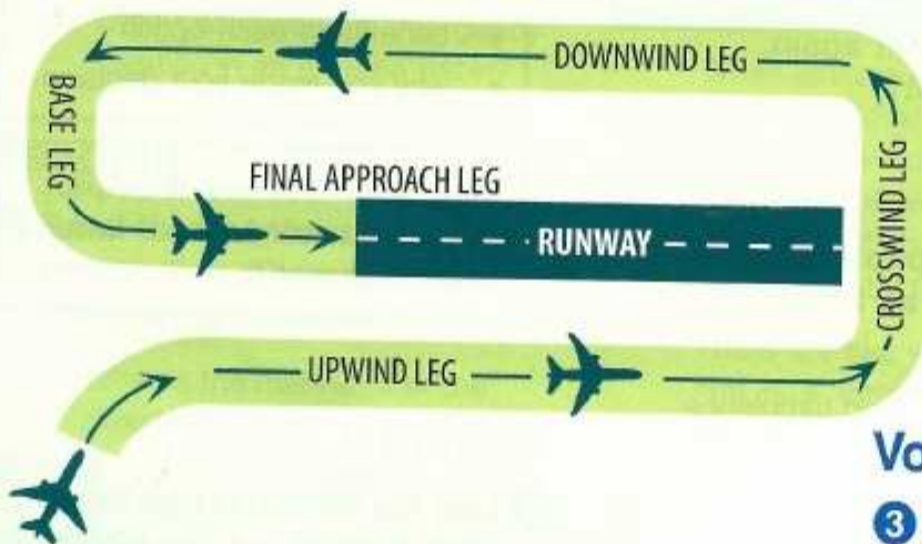 DOWNWIND LEG
BASE LEG
FINAL APPROACH LEG
RUNWAY
CROSSWIND LEG
UPWIND LEG
Vo
3